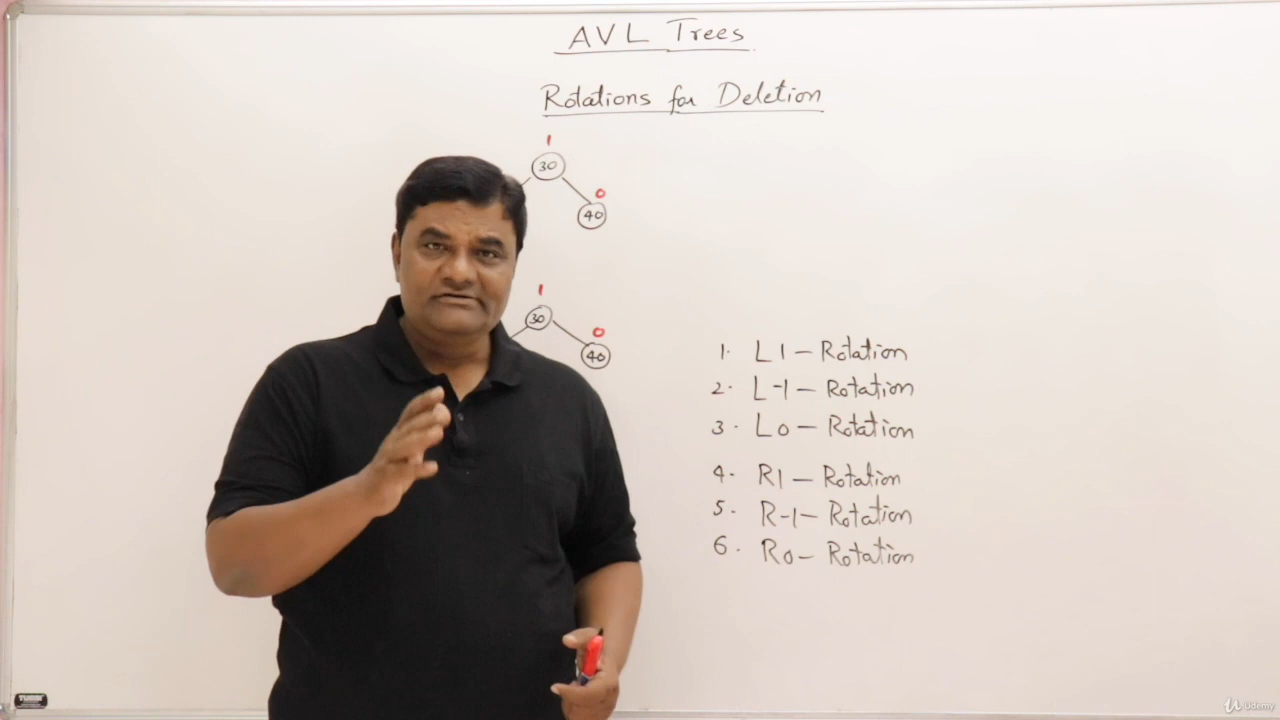 AVL Trees
Rotations for Deletion
1
30
0
40
1
30
0
40
1. L1 – Rotation
2. L-1 – Rotation
3. L0 – Rotation
4. R1 – Rotation
5. R-1 – Rotation
6. R0 – Rotation
Udemy